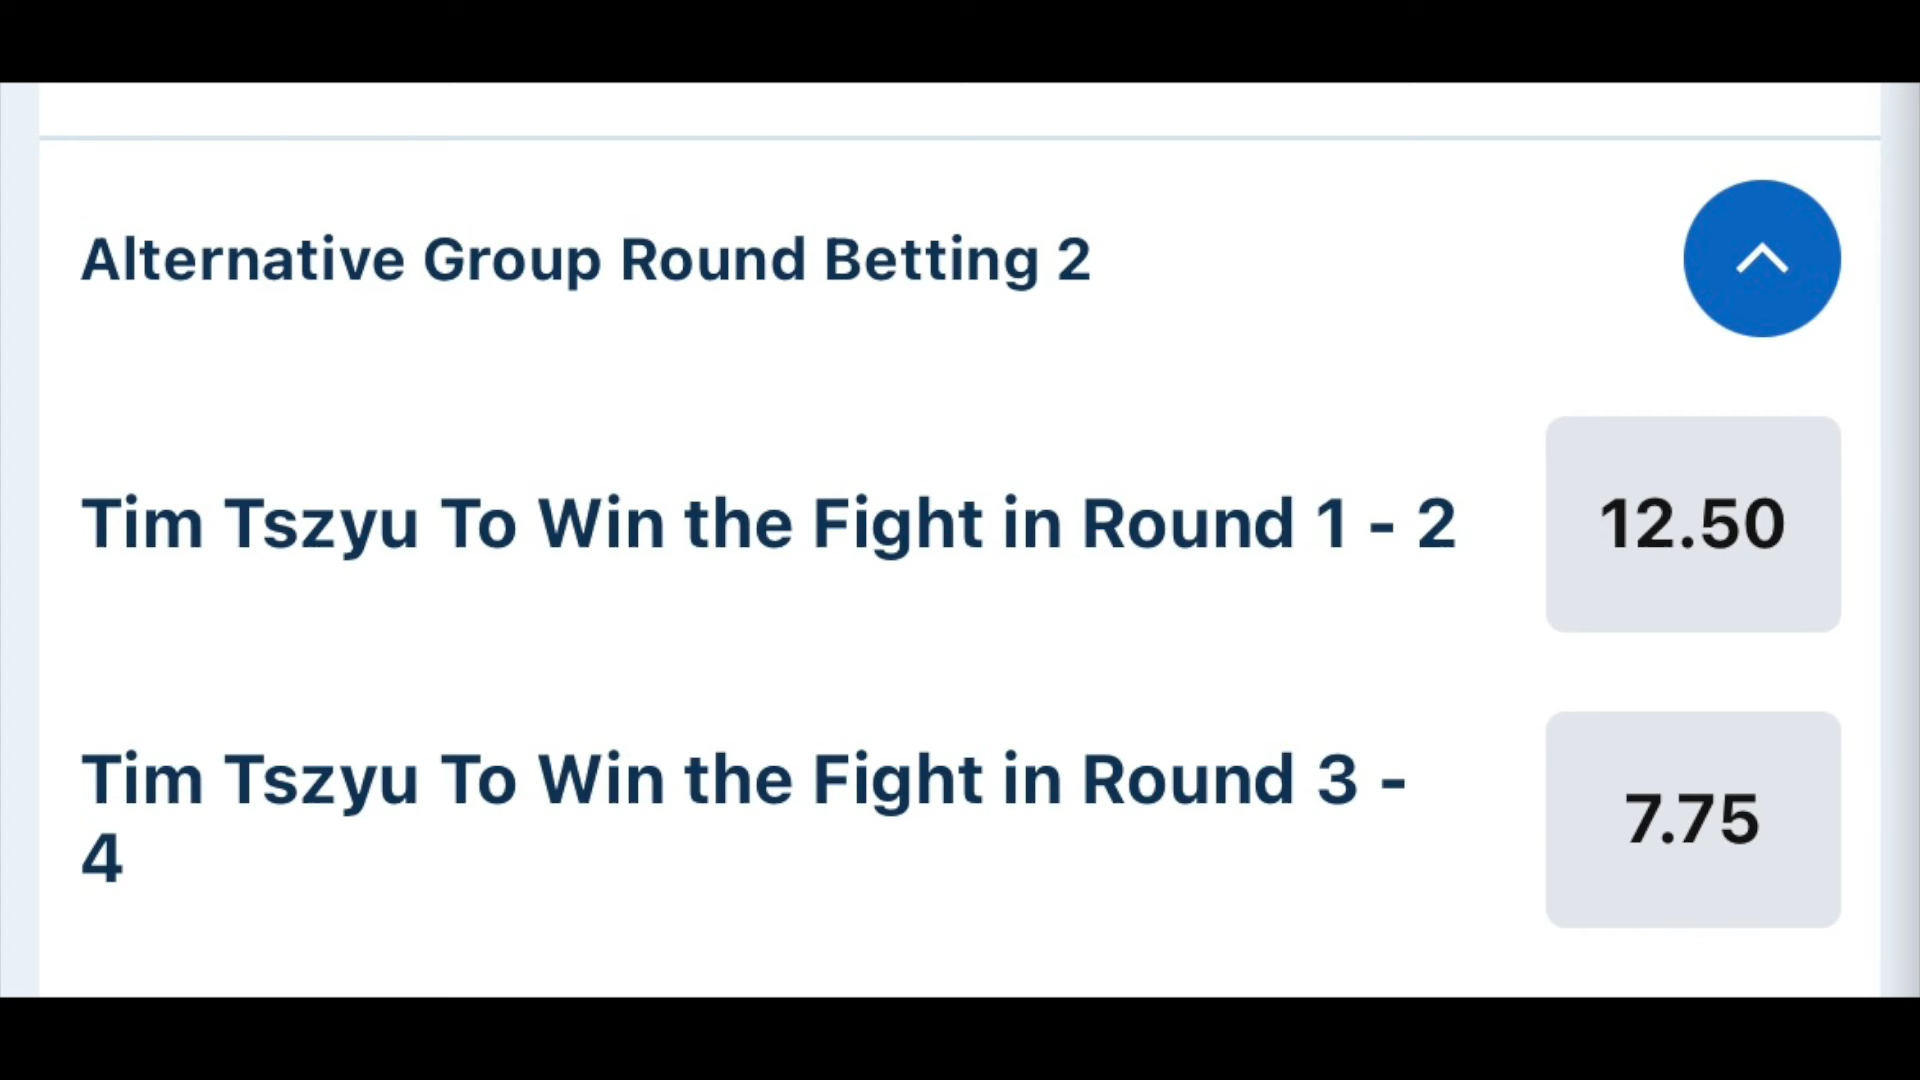 Alternative Group Round Betting 2
Tim Tszyu To Win the Fight in Round 1 - 2
12.50
Tim Tszyu To Win the Fight in Round 3 -
4
7.75